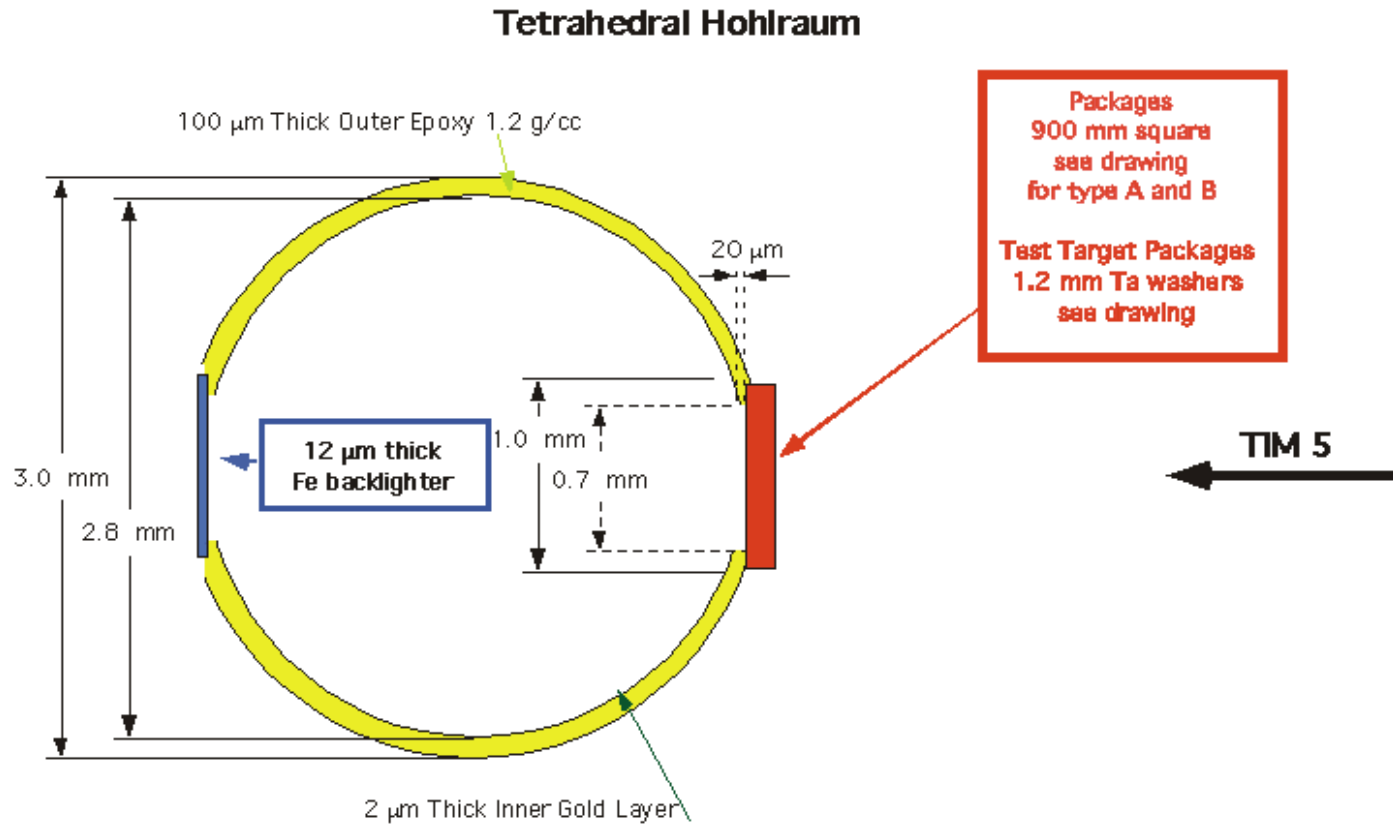 Tetrahedral Hohlraum
100 μm Thick Outer Epoxy 1.2 g/cc
Packages
900 mm square
see drawing
for type A and B
Test Target Packages
1.2 mm Ta washers
see drawing
20 μm
12 μm thick
Fe backlighter
1.0 mm
0.7 mm
TIM 5
3.0 mm
2.8 mm
2 μm Thick Inner Gold Layer